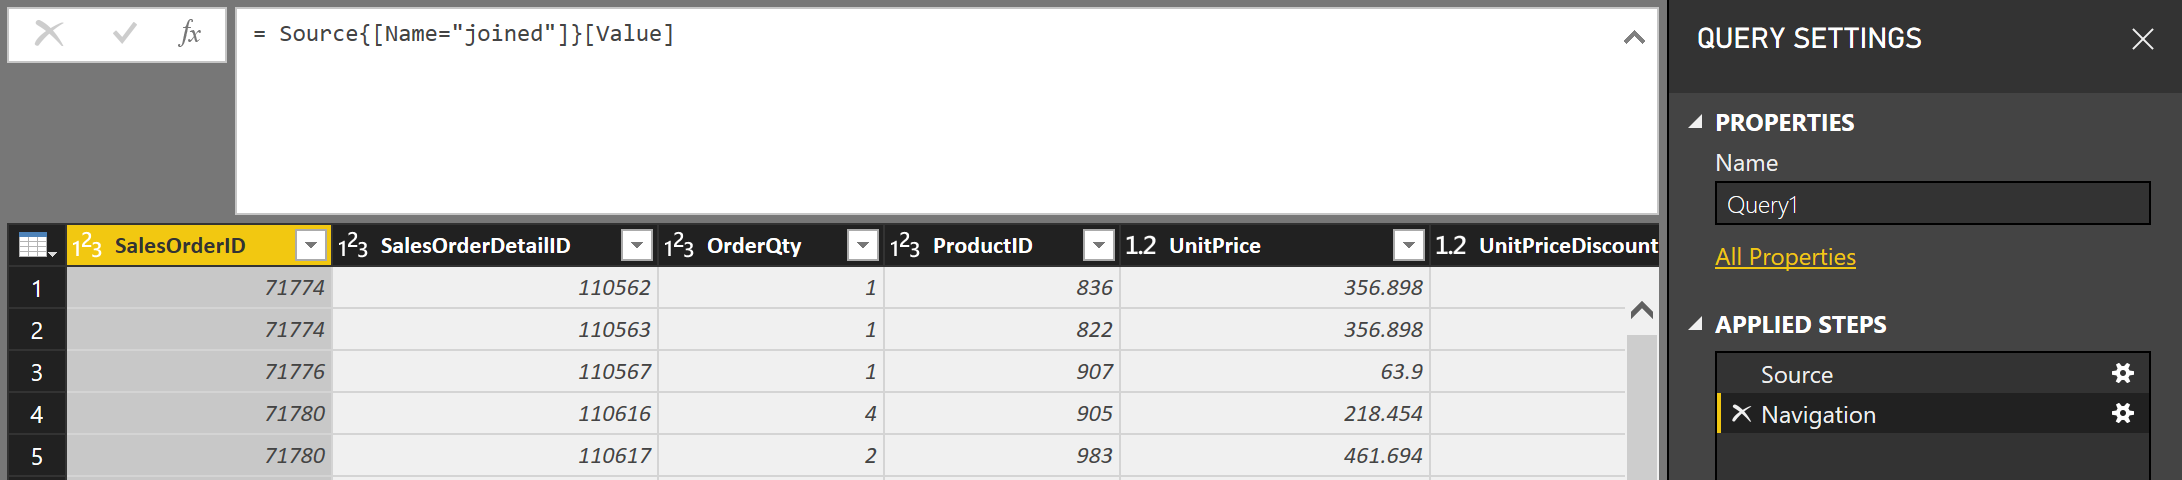 fx
= Source{[Name="joined"]}[Value]
QUERY SETTINGS
PROPERTIES
Name
Query1
All Properties
APPLIED STEPS
Source
Navigation
123 SalesOrderID 123 SalesOrderDetailID 123 OrderQty 123 ProductID 1.2 UnitPrice 1.2 UnitPriceDiscount
1 71774 110562 1 836 356.898
2 71774 110563 1 822 356.898
3 71776 110567 1 907 63.9
4 71780 110616 4 905 218.454
5 71780 110617 2 983 461.694